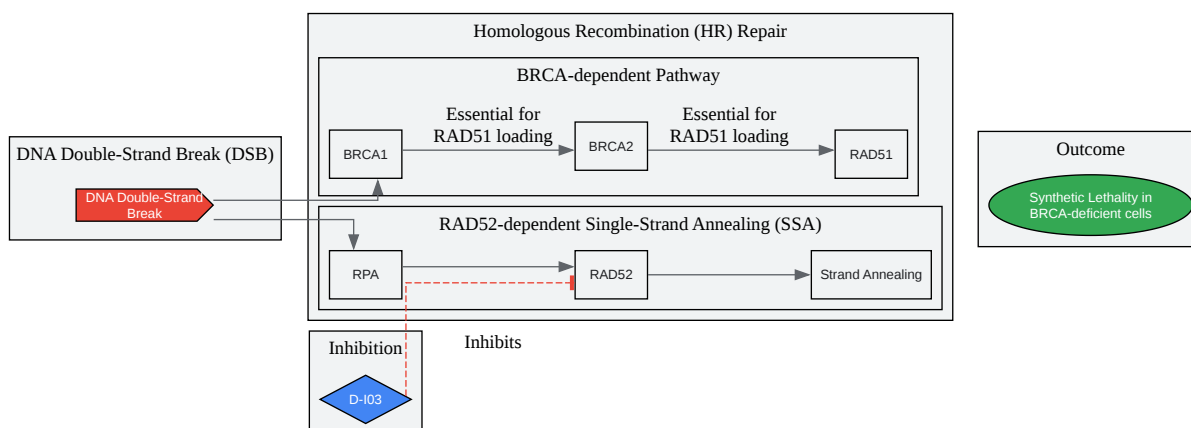 Homologous Recombination (HR) Repair
BRCA-dependent Pathway
Essential for
RAD51 loading
Essential for
RAD51 loading
BRCA1
BRCA2
RAD51
DNA Double-Strand Break (DSB)
DNA Double-Strand
Break
Outcome
Synthetic Lethality in
BRCA-deficient cells
RAD52-dependent Single-Strand Annealing (SSA)
RPA
RAD52
Strand Annealing
Inhibition
Inhibits
D-I03